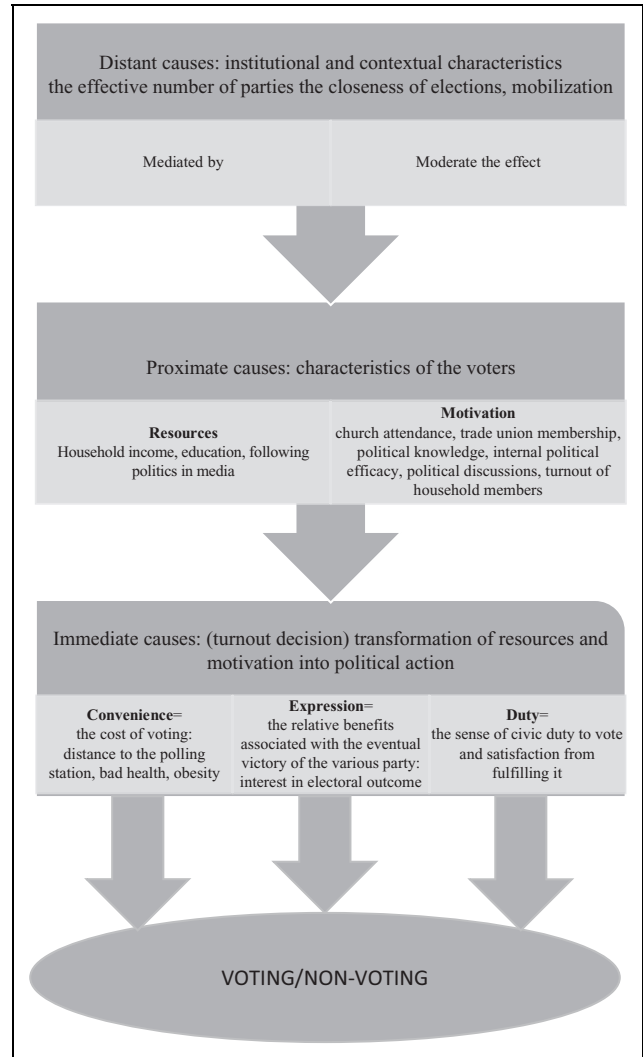 Distant causes: institutional and contextual characteristics
the effective number of parties the closeness of elections, mobilization
Mediated by
Moderate the effect
Proximate causes: characteristics of the voters
Resources
Household income, education, following
politics in media
Motivation
church attendance, trade union membership,
political knowledge, internal political
efficacy, political discussions, turnout of
household members
Immediate causes: (turnout decision) transformation of resources and
motivation into political action
Convenience=
the cost of voting:
distance to the polling
station, bad health, obesity
Expression=
the relative benefits
associated with the eventual
victory of the various party:
interest in electoral outcome
Duty=
the sense of civic duty to vote
and satisfaction from
fulfilling it
VOTING/NON-VOTING